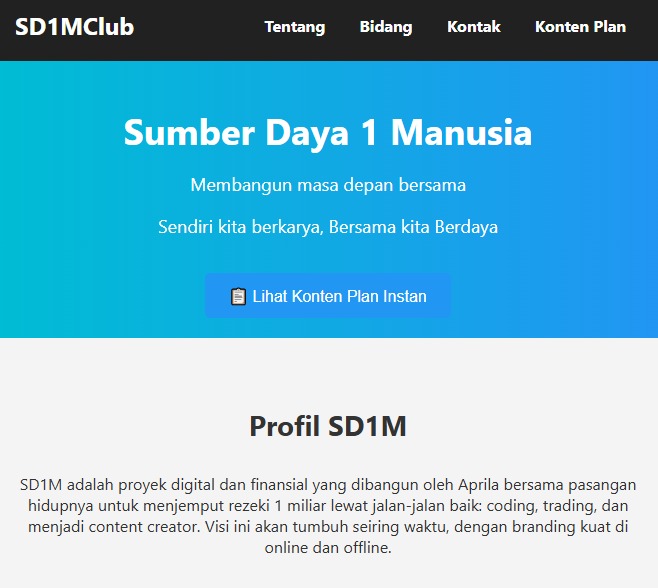 SD1MClub
Tentang Bidang Kontak Konten Plan
Sumber Daya 1 Manusia
Membangun masa depan bersama
Sendiri kita berkarya, Bersama kita Berdaya
📋 Lihat Konten Plan Instan
Profil SD1M
SD1M adalah proyek digital dan finansial yang dibangun oleh Aprila bersama pasangan
hidupnya untuk menjemput rezeki 1 miliar lewat jalan-jalan baik: coding, trading, dan
menjadi content creator. Visi ini akan tumbuh seiring waktu, dengan branding kuat di
online dan offline.